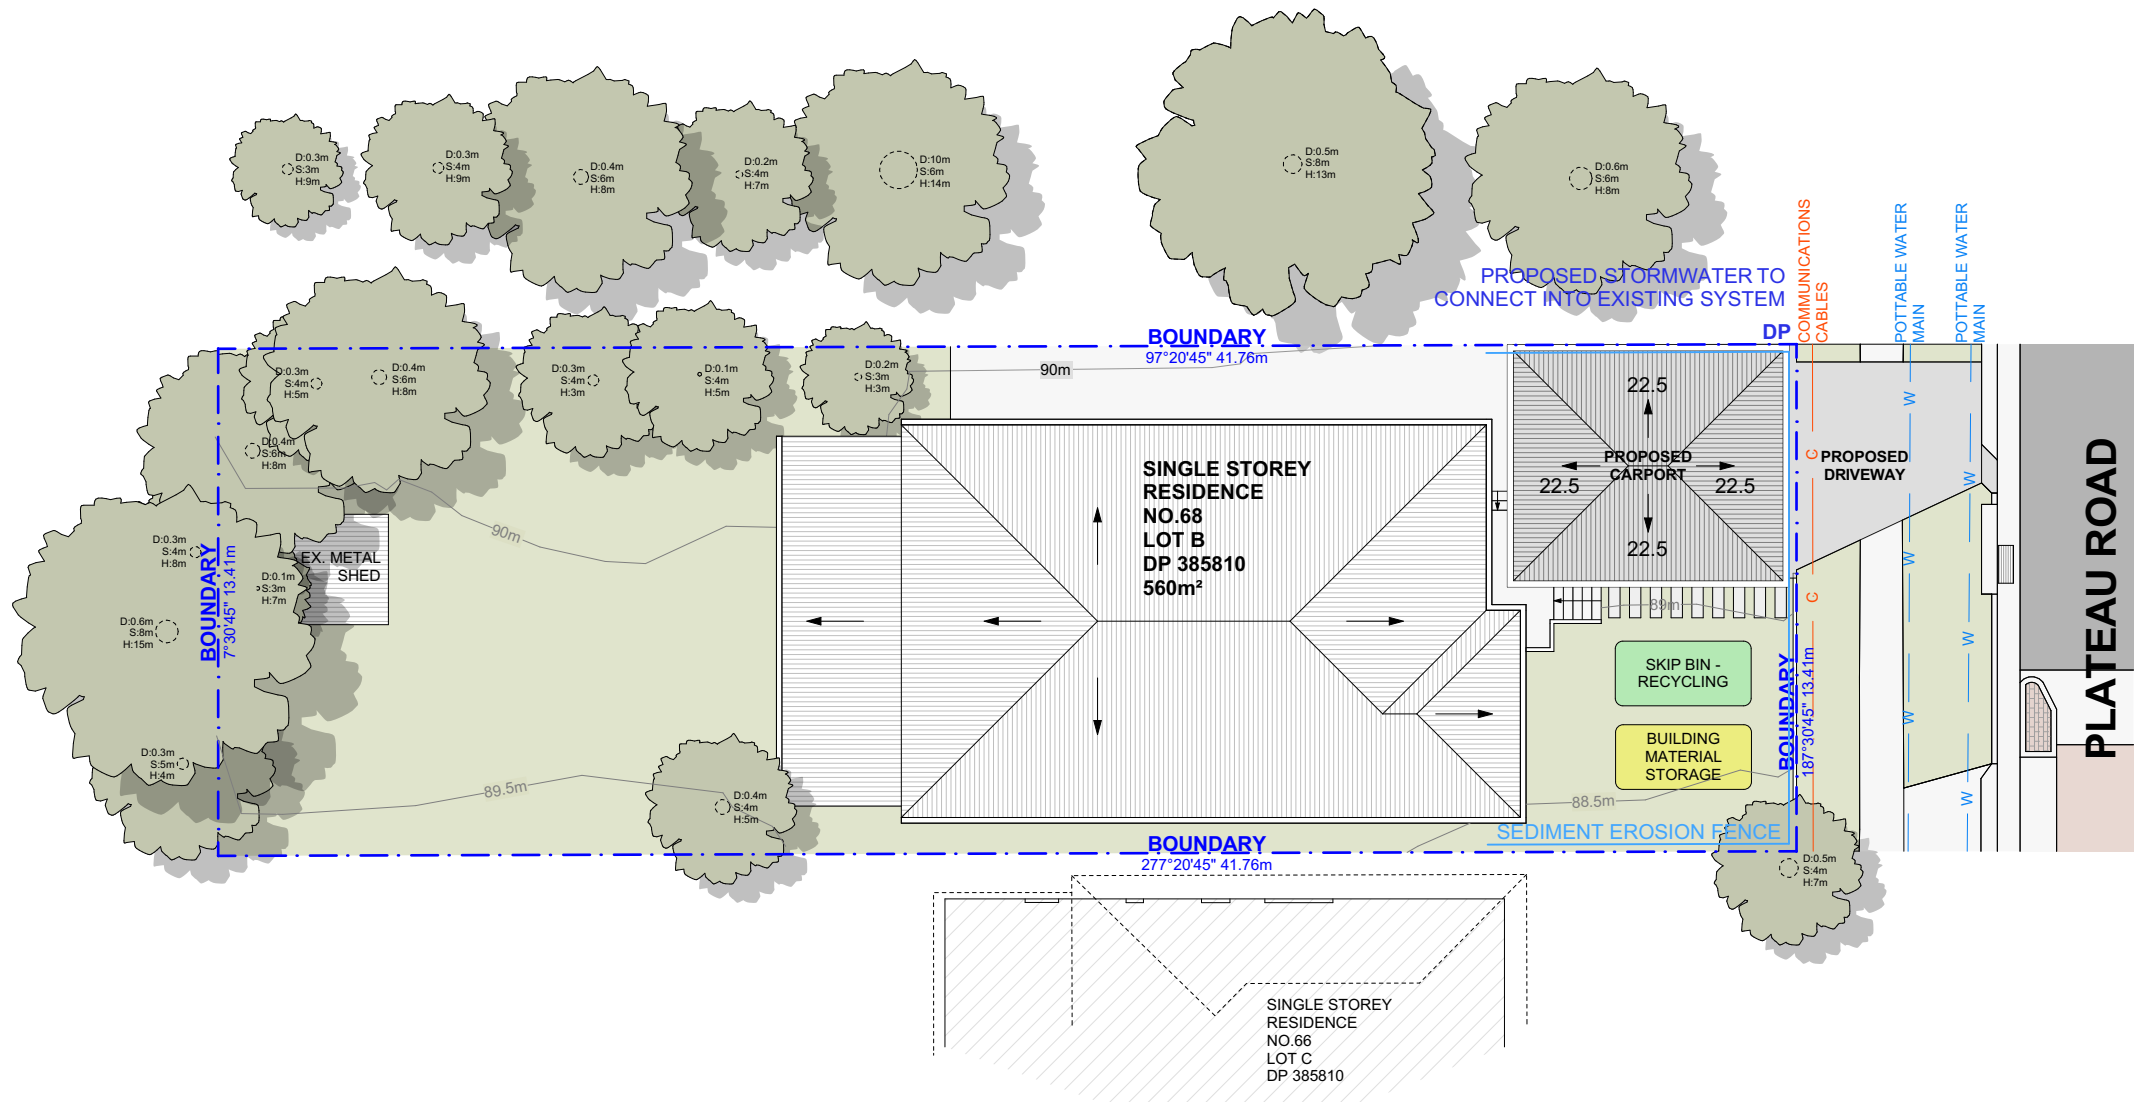 D:0.3m
S:3m
H:9m
D:0.3m
S:4m
H:9m
D:0.4m
S:6m
H:8m
D:0.2m
S:4m
H:7m
D:10m
S:6m
H:14m
D:0.5m
S:8m
H:13m
D:0.6m
S:6m
H:8m
PROPOSED STORMWATER TO
CONNECT INTO EXISTING SYSTEM
DP
COMMUNICATIONS
CABLES
POTTABLE WATER
MAIN
POTTABLE WATER
MAIN
BOUNDARY
97°20'45" 41.76m
90m
D:0.3m
S:4m
H:5m
D:0.4m
S:6m
H:8m
D:0.3m
S:4m
H:3m
D:0.1m
S:4m
H:5m
D:0.2m
S:3m
H:3m
D:0.4m
S:6m
H:8m
90m
D:0.3m
S:4m
H:8m
D:0.1m
S:3m
H:7m
D:0.6m
S:8m
H:15m
D:0.3m
S:5m
H:4m
EX. METAL
SHED
BOUNDARY
7°30'45" 13.41m
89.5m
D:0.4m
S:4m
H:5m
SINGLE STOREY
RESIDENCE
NO.68
LOT B
DP 385810
560m²
22.5
PROPOSED
CARPORT
22.5
22.5
22.5
PROPOSED
DRIVEWAY
C
C
W
W
W
W
W
W
W
W
89m
SKIP BIN -
RECYCLING
BUILDING
MATERIAL
STORAGE
88.5m
SEDIMENT EROSION FENCE
BOUNDARY
187°30'45" 13.41m
PLATEAU ROAD
D:0.5m
S:4m
H:7m
BOUNDARY
277°20'45" 41.76m
SINGLE STOREY
RESIDENCE
NO.66
LOT C
DP 385810